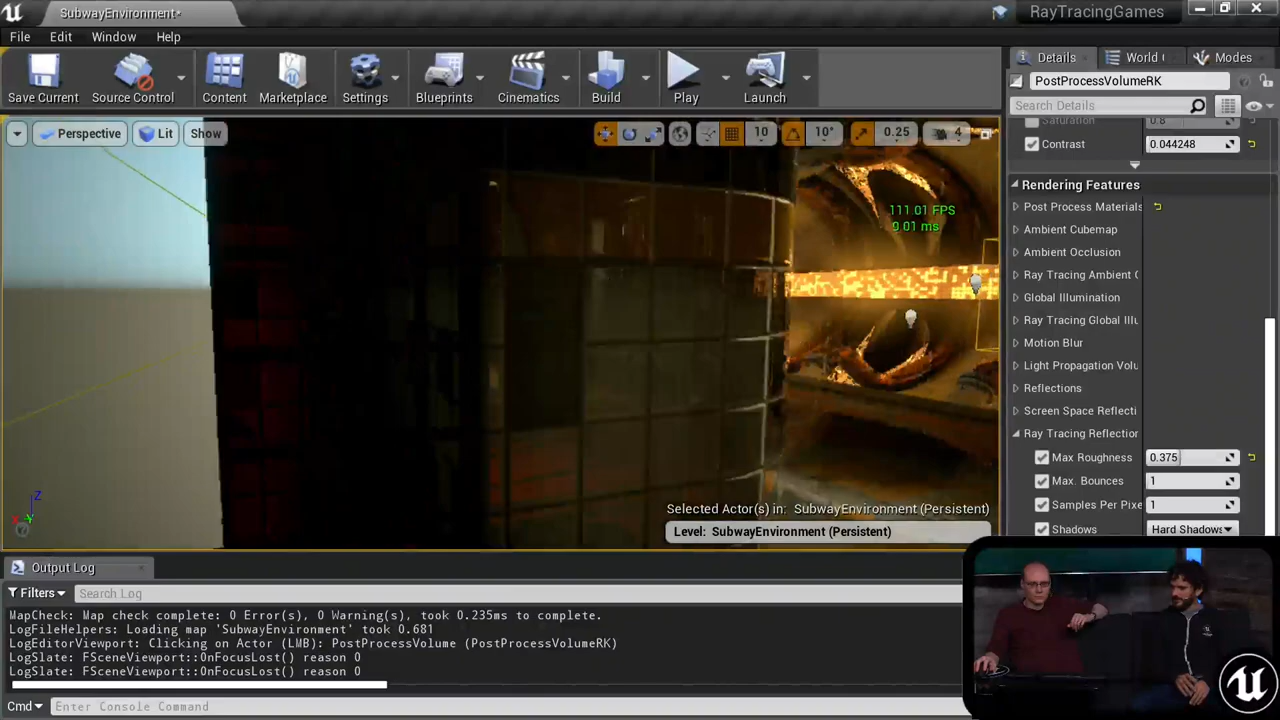 SubwayEnvironment*
RayTracingGames
File Edit Window Help
Details World Modes
PostProcessVolumeRK
Save Current Source Control Content Marketplace Settings Blueprints Cinematics Build Play Launch
Search Details
Saturation 0.8
Perspective Lit Show 10 10° 0.25 4
Contrast 0.044248
Rendering Features
Post Process Materials
111.01 FPS
9.01 ms
Ambient Cubemap
Ambient Occlusion
Ray Tracing Ambient
Global Illumination
Ray Tracing Global Illu
Motion Blur
Light Propagation Volu
Reflections
Screen Space Reflecti
Ray Tracing Reflection
Max Roughness 0.375
Max. Bounces 1
Samples Per Pixe 1
Shadows Hard Shadows
Z
Selected Actor(s) in: SubwayEnvironment (Persistent)
Level: SubwayEnvironment (Persistent)
Output Log
Filters Search Log
MapCheck: Map check complete: 0 Error(s), 0 Warning(s), took 0.235ms to complete.
LogFileHelpers: Loading map 'SubwayEnvironment' took 0.681
LogEditorViewport: Clicking on Actor (LMB): PostProcessVolume (PostProcessVolumeRK)
LogSlate: FSceneViewport::OnFocusLost() reason 0
LogSlate: FSceneViewport::OnFocusLost() reason 0
Cmd Enter Console Command